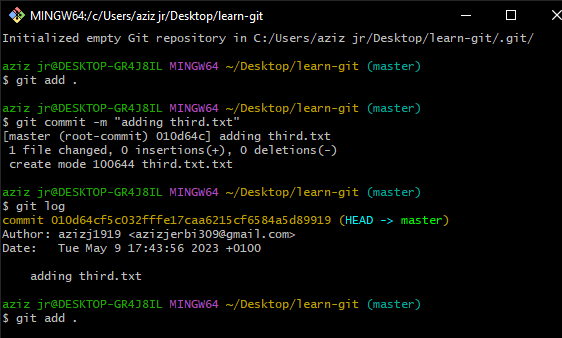 MINGW64:/c/Users/aziz jr/Desktop/learn-git
Initialized empty Git repository in C:/Users/aziz jr/Desktop/learn-git/.git/
aziz jr@DESKTOP-GR4J8IL MINGW64 ~/Desktop/learn-git (master)
$ git add .
aziz jr@DESKTOP-GR4J8IL MINGW64 ~/Desktop/learn-git (master)
$ git commit -m "adding third.txt"
[master (root-commit) 010d64c] adding third.txt
 1 file changed, 0 insertions(+), 0 deletions(-)
 create mode 100644 third.txt.txt
aziz jr@DESKTOP-GR4J8IL MINGW64 ~/Desktop/learn-git (master)
$ git log
commit 010d64cf5c032fffe17caa6215cf6584a5d89919 (HEAD -> master)
Author: azizj1919 <azizjerbi309@gmail.com>
Date:   Tue May 9 17:43:56 2023 +0100
    adding third.txt
aziz jr@DESKTOP-GR4J8IL MINGW64 ~/Desktop/learn-git (master)
$ git add .